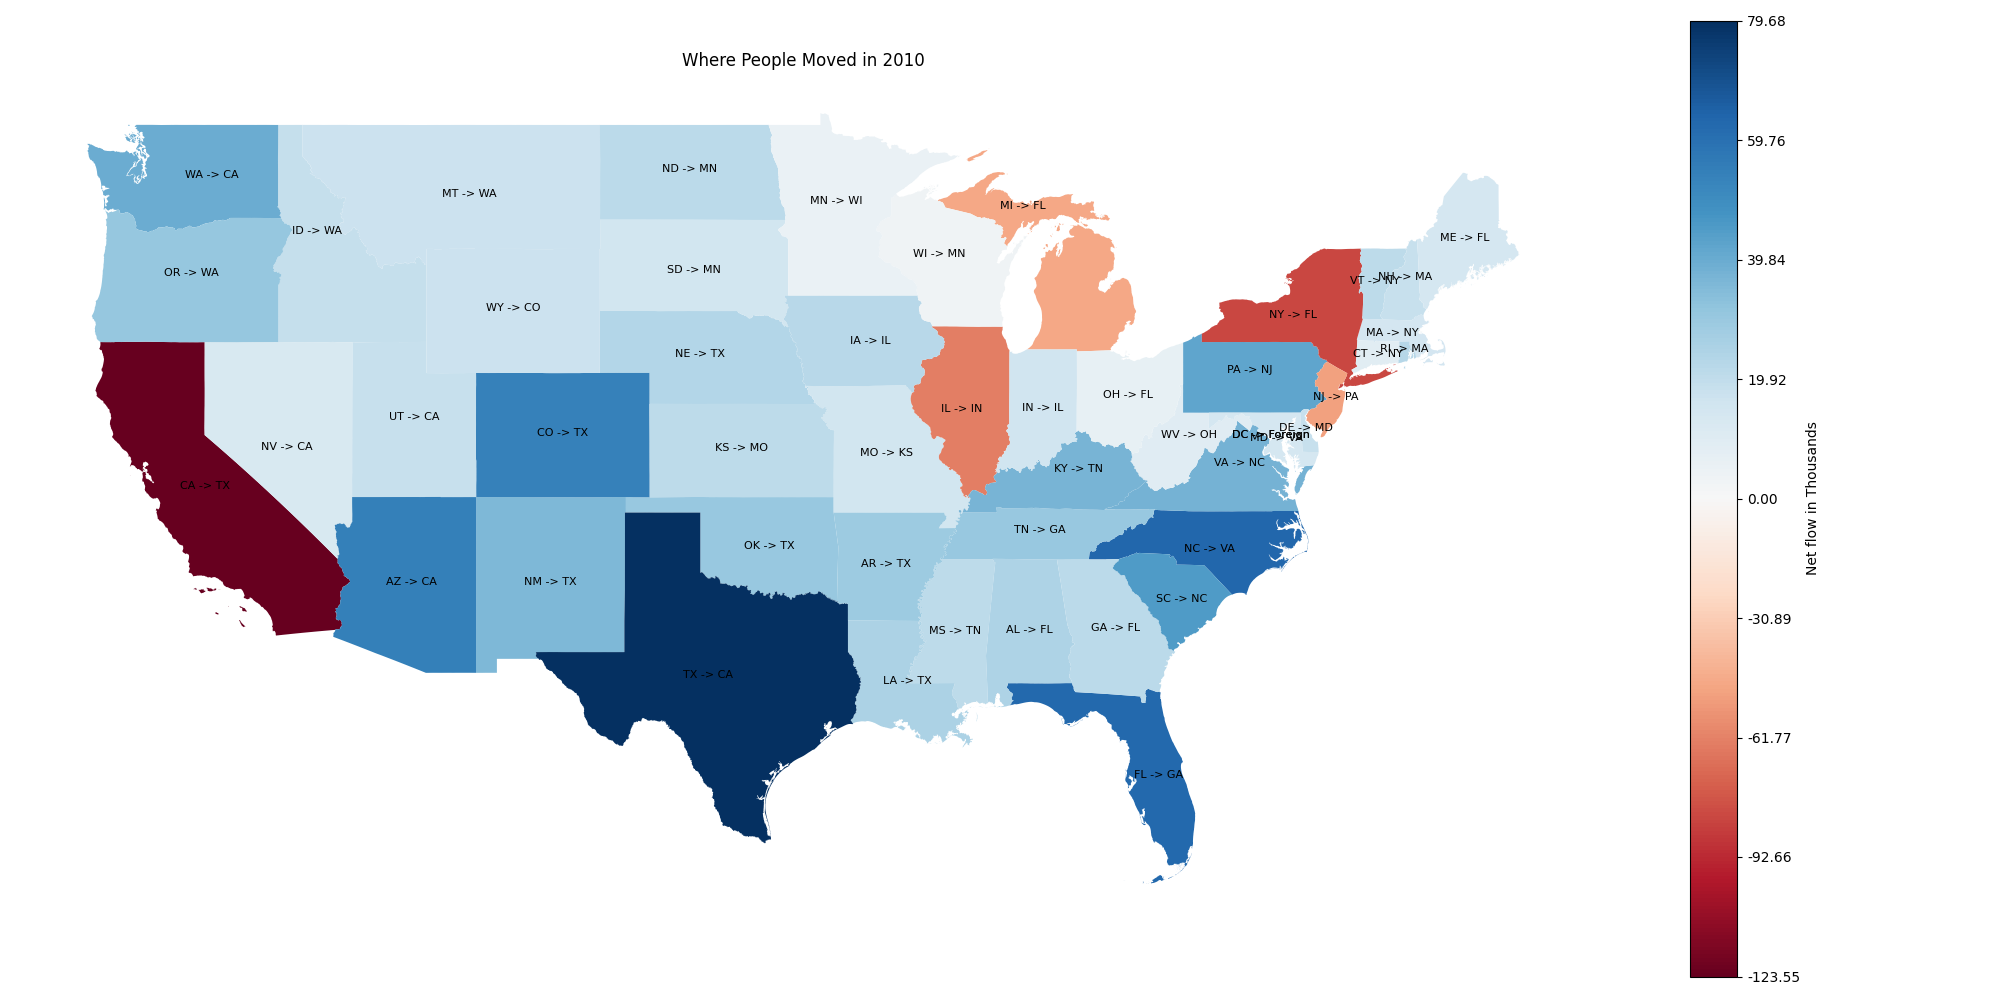 Where People Moved in 2010
WA -> CA
MT -> WA
ND -> MN
MN -> WI
MI -> FL
ID -> WA
OR -> WA
WY -> CO
SD -> MN
WI -> MN
ME -> FL
VT -> NY
NH -> MA
NY -> FL
MA -> NY
RI -> MA
CT -> NY
NE -> TX
IA -> IL
PA -> NJ
NJ -> PA
OH -> FL
IL -> IN
IN -> IL
UT -> CA
CO -> TX
NV -> CA
KS -> MO
MO -> KS
WV -> OH
DE -> MD
DC -> Foreign
MD -> VA
VA -> NC
KY -> TN
CA -> TX
TN -> GA
NC -> VA
OK -> TX
AR -> TX
AZ -> CA
NM -> TX
SC -> NC
MS -> TN
AL -> FL
GA -> FL
TX -> CA
LA -> TX
FL -> GA
79.68
59.76
39.84
19.92
0.00
-30.89
-61.77
-92.66
-123.55
Net flow in Thousands